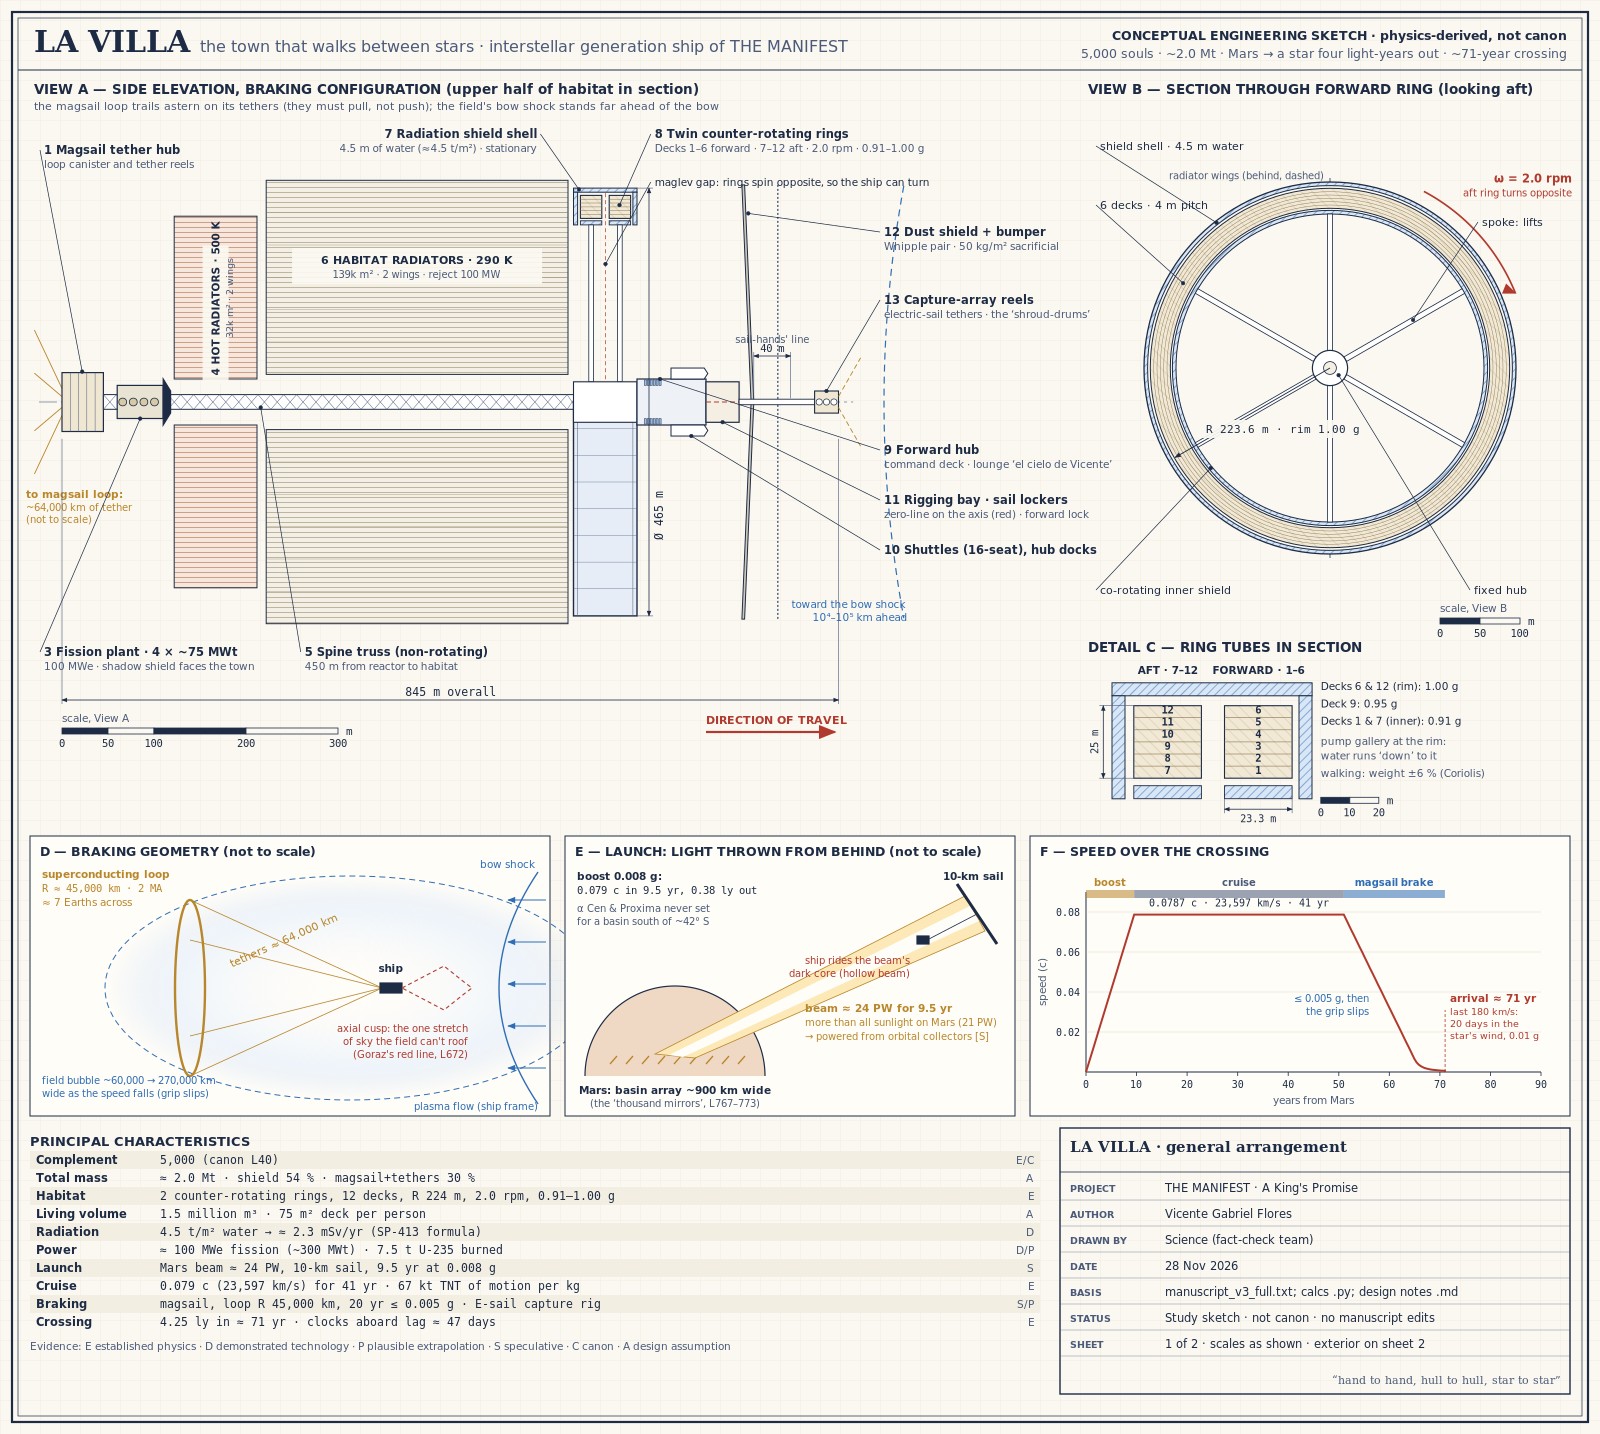 LA VILLA the town that walks between stars · interstellar generation ship of THE MANIFEST
CONCEPTUAL ENGINEERING SKETCH · physics-derived, not canon
5,000 souls · ~2.0 Mt · Mars → a star four light-years out · ~71-year crossing
VIEW A — SIDE ELEVATION, BRAKING CONFIGURATION (upper half of habitat in section)
the magsail loop trails astern on its tethers (they must pull, not push); the field's bow shock stands far ahead of the bow
1 Magsail tether hub
loop canister and tether reels
7 Radiation shield shell
4.5 m of water (≈4.5 t/m²) · stationary
8 Twin counter-rotating rings
Decks 1–6 forward · 7–12 aft · 2.0 rpm · 0.91–1.00 g
maglev gap: rings spin opposite, so the ship can turn
4 HOT RADIATORS · 500 K
32k m² · 2 wings
6 HABITAT RADIATORS · 290 K
139k m² · 2 wings · reject 100 MW
12 Dust shield + bumper
Whipple pair · 50 kg/m² sacrificial
13 Capture-array reels
electric-sail tethers · the ‘shroud-drums’
sail-hands' line
40 m
9 Forward hub
command deck · lounge ‘el cielo de Vicente’
11 Rigging bay · sail lockers
zero-line on the axis (red) · forward lock
10 Shuttles (16-seat), hub docks
to magsail loop:
~64,000 km of tether
(not to scale)
Ø 465 m
toward the bow shock
10⁴–10⁵ km ahead
3 Fission plant · 4 × ~75 MWt
100 MWe · shadow shield faces the town
5 Spine truss (non-rotating)
450 m from reactor to habitat
845 m overall
scale, View A
m
0 50 100 200 300
DIRECTION OF TRAVEL
VIEW B — SECTION THROUGH FORWARD RING (looking aft)
shield shell · 4.5 m water
radiator wings (behind, dashed)
ω = 2.0 rpm
aft ring turns opposite
6 decks · 4 m pitch
spoke: lifts
R 223.6 m · rim 1.00 g
co-rotating inner shield
fixed hub
scale, View B
m
0 50 100
DETAIL C — RING TUBES IN SECTION
AFT · 7–12 FORWARD · 1–6
12 6
11 5
10 4
9 3
8 2
7 1
25 m
23.3 m
Decks 6 & 12 (rim): 1.00 g
Deck 9: 0.95 g
Decks 1 & 7 (inner): 0.91 g
pump gallery at the rim:
water runs ‘down’ to it
walking: weight ±6 % (Coriolis)
m
0 10 20
D — BRAKING GEOMETRY (not to scale)
superconducting loop
R ≈ 45,000 km · 2 MA
≈ 7 Earths across
bow shock
tethers ≈ 64,000 km
ship
axial cusp: the one stretch
of sky the field can't roof
(Goraz's red line, L672)
field bubble ~60,000 → 270,000 km
wide as the speed falls (grip slips)
plasma flow (ship frame)
E — LAUNCH: LIGHT THROWN FROM BEHIND (not to scale)
boost 0.008 g:
0.079 c in 9.5 yr, 0.38 ly out
α Cen & Proxima never set
for a basin south of ~42° S
10-km sail
ship rides the beam's
dark core (hollow beam)
beam ≈ 24 PW for 9.5 yr
more than all sunlight on Mars (21 PW)
→ powered from orbital collectors [S]
Mars: basin array ~900 km wide
(the ‘thousand mirrors’, L767–773)
F — SPEED OVER THE CROSSING
boost cruise magsail brake
0.0787 c · 23,597 km/s · 41 yr
0.08
0.06
0.04
0.02
speed (c)
≤ 0.005 g, then
the grip slips
arrival ≈ 71 yr
last 180 km/s:
20 days in the
star's wind, 0.01 g
0 10 20 30 40 50 60 70 80 90
years from Mars
PRINCIPAL CHARACTERISTICS
Complement 5,000 (canon L40) E/C
Total mass ≈ 2.0 Mt · shield 54 % · magsail+tethers 30 % A
Habitat 2 counter-rotating rings, 12 decks, R 224 m, 2.0 rpm, 0.91–1.00 g E
Living volume 1.5 million m³ · 75 m² deck per person A
Radiation 4.5 t/m² water → ≈ 2.3 mSv/yr (SP-413 formula) D
Power ≈ 100 MWe fission (~300 MWt) · 7.5 t U-235 burned D/P
Launch Mars beam ≈ 24 PW, 10-km sail, 9.5 yr at 0.008 g S
Cruise 0.079 c (23,597 km/s) for 41 yr · 67 kt TNT of motion per kg E
Braking magsail, loop R 45,000 km, 20 yr ≤ 0.005 g · E-sail capture rig S/P
Crossing 4.25 ly in ≈ 71 yr · clocks aboard lag ≈ 47 days E
Evidence: E established physics · D demonstrated technology · P plausible extrapolation · S speculative · C canon · A design assumption
LA VILLA · general arrangement
PROJECT THE MANIFEST · A King's Promise
AUTHOR Vicente Gabriel Flores
DRAWN BY Science (fact-check team)
DATE 28 Nov 2026
BASIS manuscript_v3_full.txt; calcs .py; design notes .md
STATUS Study sketch · not canon · no manuscript edits
SHEET 1 of 2 · scales as shown · exterior on sheet 2
“hand to hand, hull to hull, star to star”